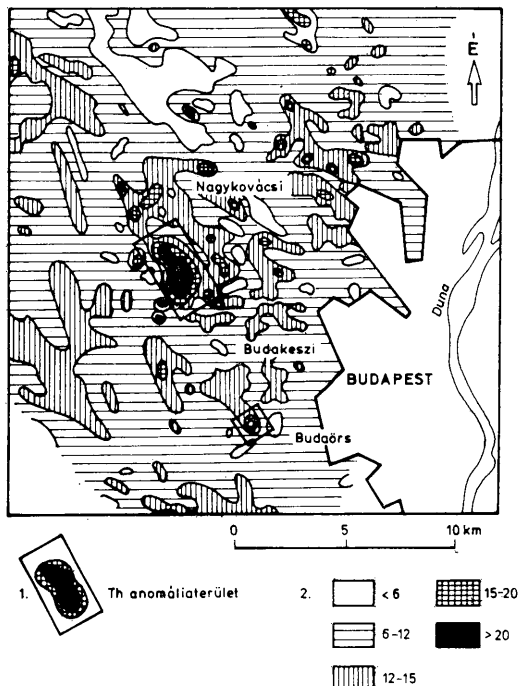 É
Nagykovácsi
Duna
Budakeszi
BUDAPEST
Budaörs
0 5 10 km
1. Th anomáliaterület 2. < 6 15-20
6-12 > 20
12-15